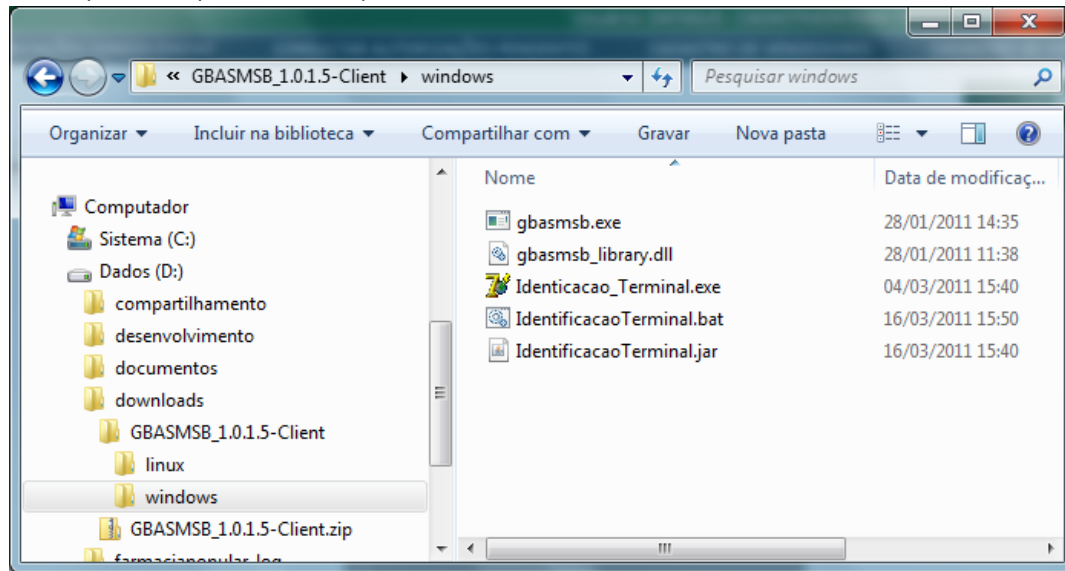 « GBASMSB_1.0.1.5-Client ▸ windows
Pesquisar windows
Organizar
Incluir na biblioteca
Compartilhar com
Gravar
Nova pasta
Computador
Sistema (C:)
Dados (D:)
compartilhamento
desenvolvimento
documentos
downloads
GBASMSB_1.0.1.5-Client
linux
windows
GBASMSB_1.0.1.5-Client.zip
farmaciapopular_log
Nome Data de modificaç...
gbasmsb.exe 28/01/2011 14:35
gbasmsb_library.dll 28/01/2011 11:38
Identicacao_Terminal.exe 04/03/2011 15:40
IdentificacaoTerminal.bat 16/03/2011 15:50
IdentificacaoTerminal.jar 16/03/2011 15:40